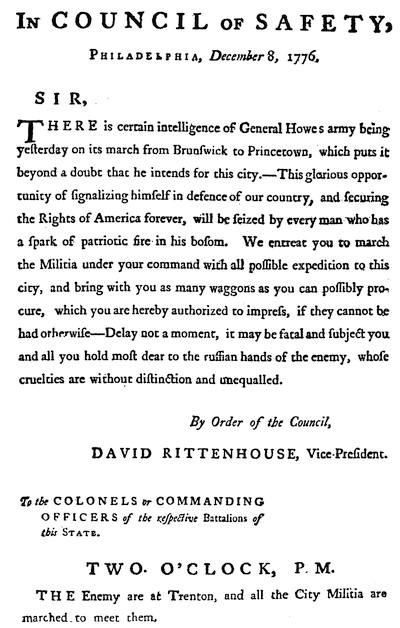 IN COUNCIL OF SAFETY,
PHILADELPHIA, December 8, 1776.
SIR,
THERE is certain intelligence of General Howes army being
yeſterday on its march from Brunſwick to Princetown, which puts it
beyond a doubt that he intends for this city.—This glorious oppor-
tunity of ſignalizing himſelf in defence of our country, and ſecuring
the Rights of America forever, will be ſeized by every man who has
a ſpark of patriotic fire in his boſom. We entreat you to march
the Militia under your command with all poſſible expedition to this
city, and bring with you as many waggons as you can poſſibly pro-
cure, which you are hereby authorized to impreſs, if they cannot be
had otherwiſe—Delay not a moment, it may be fatal and ſubject you
and all you hold moſt dear to the ruffian hands of the enemy, whoſe
cruelties are without diſtinction and unequalled.
By Order of the Council,
DAVID RITTENHOUSE, Vice-Preſident.
To the COLONELS or COMMANDING
OFFICERS of the reſpective Battalions of
this STATE.
TWO O'CLOCK, P. M.
THE Enemy are at Trenton, and all the City Militia are
marched to meet them.